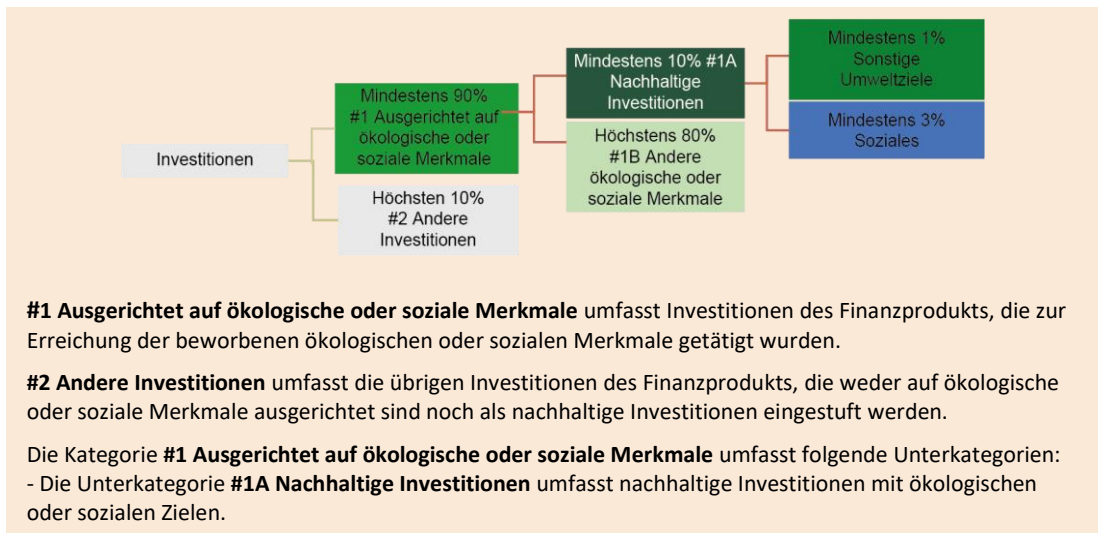 Investitionen
Mindestens 90%
#1 Ausgerichtet auf
ökologische oder
soziale Merkmale
Höchsten 10%
#2 Andere
Investitionen
Mindestens 10% #1A
Nachhaltige
Investitionen
Höchstens 80%
#1B Andere
ökologische oder
soziale Merkmale
Mindestens 1%
Sonstige
Umweltziele
Mindestens 3%
Soziales
#1 Ausgerichtet auf ökologische oder soziale Merkmale umfasst Investitionen des Finanzprodukts, die zur
Erreichung der beworbenen ökologischen oder sozialen Merkmale getätigt wurden.
#2 Andere Investitionen umfasst die übrigen Investitionen des Finanzprodukts, die weder auf ökologische
oder soziale Merkmale ausgerichtet sind noch als nachhaltige Investitionen eingestuft werden.
Die Kategorie #1 Ausgerichtet auf ökologische oder soziale Merkmale umfasst folgende Unterkategorien:
- Die Unterkategorie #1A Nachhaltige Investitionen umfasst nachhaltige Investitionen mit ökologischen
oder sozialen Zielen.